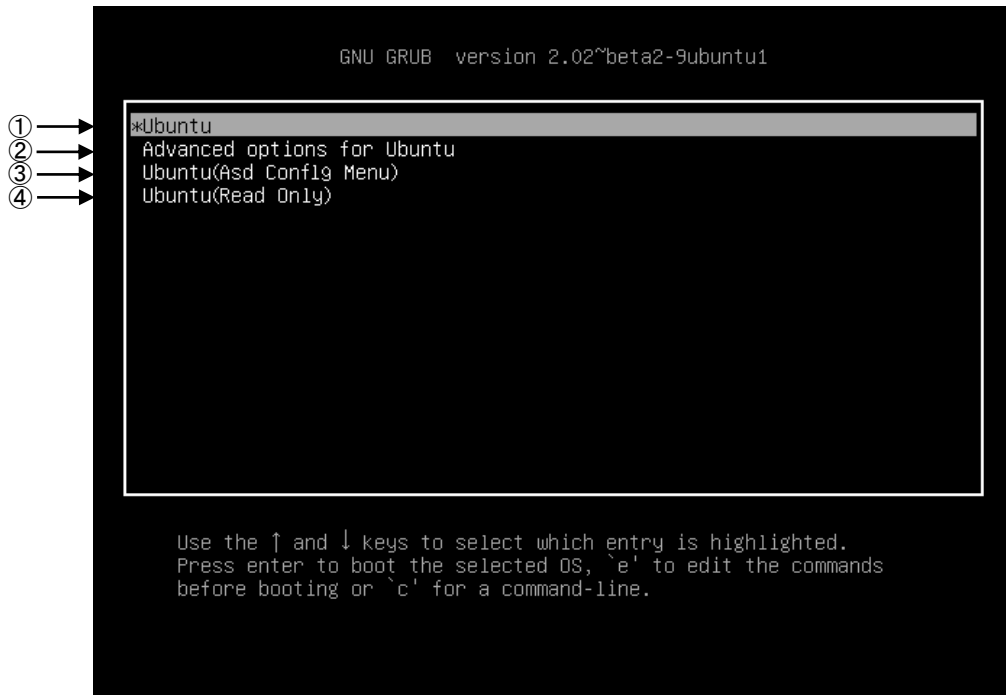 GNU GRUB version 2.02~beta2-9ubuntu1
① *Ubuntu
② Advanced options for Ubuntu
③ Ubuntu(Asd Conflg Menu)
④ Ubuntu(Read Only)
Use the ↑ and ↓ keys to select which entry is highlighted.
Press enter to boot the selected OS, `e' to edit the commands
before booting or `c' for a command-line.